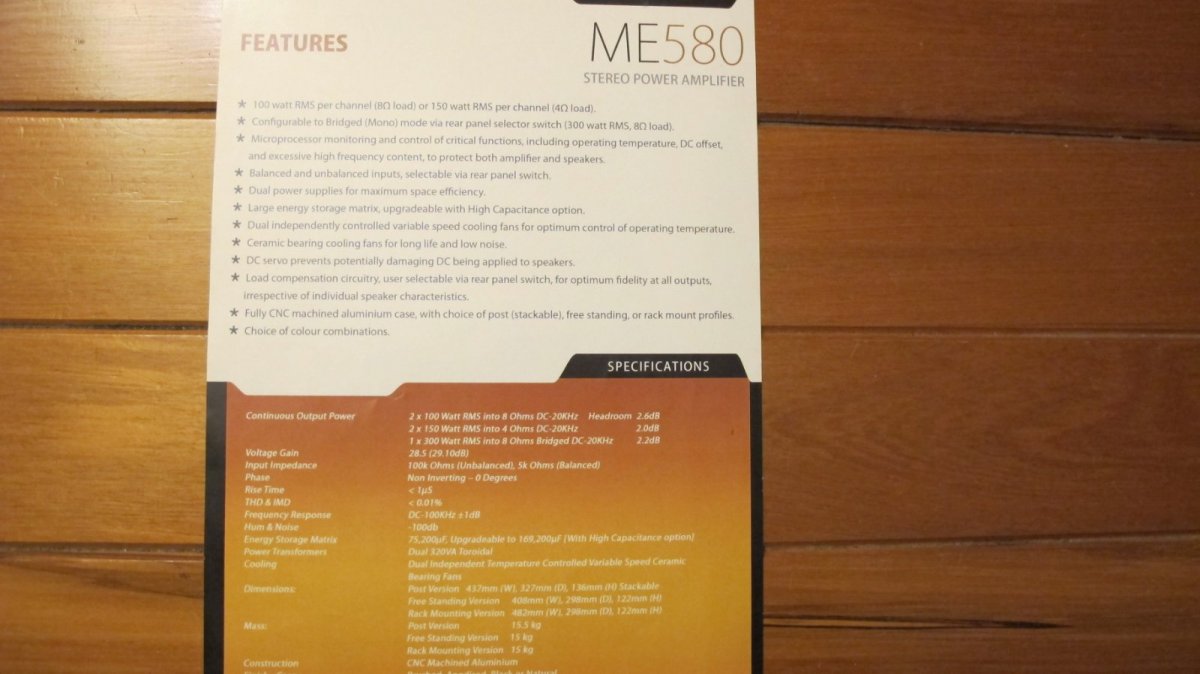 FEATURES
ME580
STEREO POWER AMPLIFIER
* 100 watt RMS per channel (8Ω load) or 150 watt RMS per channel (4Ω load).
* Configurable to Bridged (Mono) mode via rear panel selector switch (300 watt RMS, 8Ω load).
* Microprocessor monitoring and control of critical functions, including operating temperature, DC offset,
and excessive high frequency content, to protect both amplifier and speakers.
* Balanced and unbalanced inputs, selectable via rear panel switch.
* Dual power supplies for maximum space efficiency.
* Large energy storage matrix, upgradeable with High Capacitance option.
* Dual independently controlled variable speed cooling fans for optimum control of operating temperature.
* Ceramic bearing cooling fans for long life and low noise.
* DC servo prevents potentially damaging DC being applied to speakers.
* Load compensation circuitry, user selectable via rear panel switch, for optimum fidelity at all outputs,
irrespective of individual speaker characteristics.
* Fully CNC machined aluminium case, with choice of post (stackable), free standing, or rack mount profiles.
* Choice of colour combinations.
SPECIFICATIONS
Continuous Output Power 2 x 100 Watt RMS into 8 Ohms DC-20KHz Headroom 2.6dB
2 x 150 Watt RMS into 4 Ohms DC-20KHz 2.0dB
1 x 300 Watt RMS into 8 Ohms Bridged DC-20KHz 2.2dB
Voltage Gain 28.5 (29.10dB)
Input Impedance 100k Ohms (Unbalanced), 5k Ohms (Balanced)
Phase Non Inverting – 0 Degrees
Rise Time < 1µS
THD & IMD < 0.01%
Frequency Response DC-100KHz ±1dB
Hum & Noise -100db
Energy Storage Matrix 75,200µF, Upgradeable to 169,200µF [With High Capacitance option]
Power Transformers Dual 320VA Toroidal
Cooling Dual Independent Temperature Controlled Variable Speed Ceramic
Bearing Fans
Dimensions: Post Version 437mm (W), 327mm (D), 136mm (H) Stackable
Free Standing Version 408mm (W), 298mm (D), 122mm (H)
Rack Mounting Version 482mm (W), 298mm (D), 122mm (H)
Mass: Post Version 15.5 kg
Free Standing Version 15 kg
Rack Mounting Version 15 kg
Construction CNC Machined Aluminium